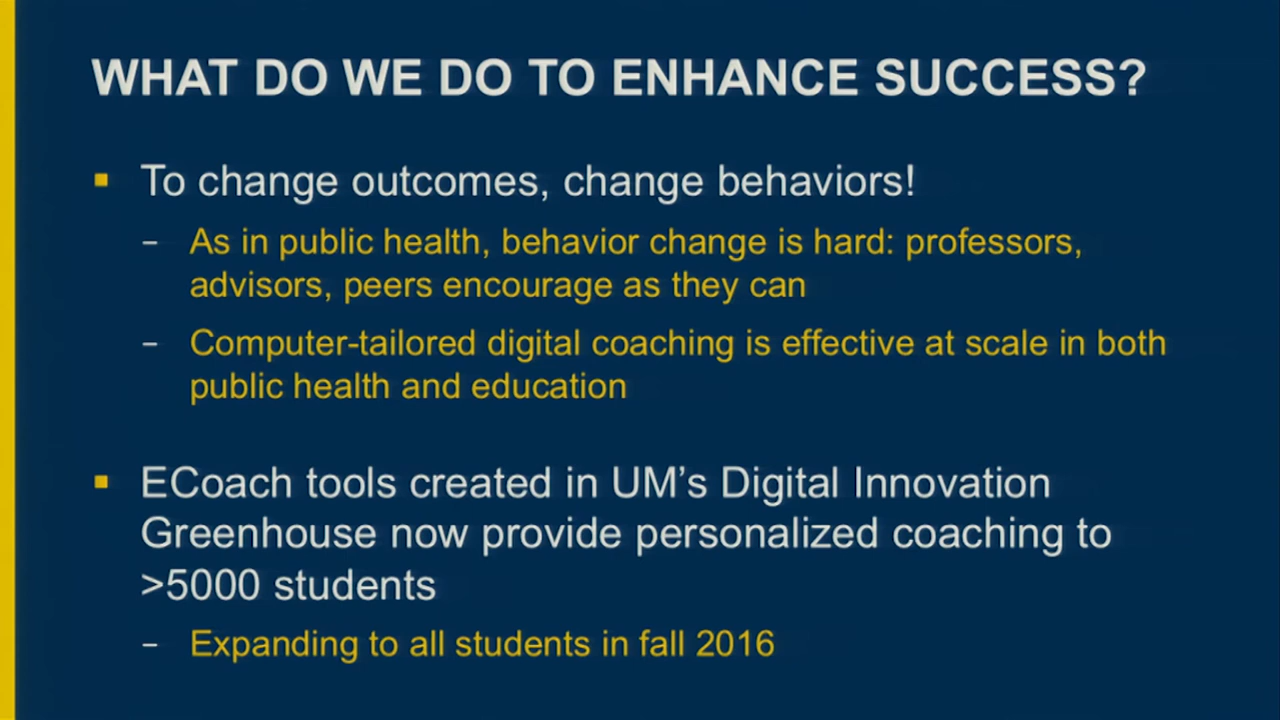 WHAT DO WE DO TO ENHANCE SUCCESS?
▪ To change outcomes, change behaviors!
– As in public health, behavior change is hard: professors,
advisors, peers encourage as they can
– Computer-tailored digital coaching is effective at scale in both
public health and education
▪ ECoach tools created in UM’s Digital Innovation
Greenhouse now provide personalized coaching to
>5000 students
– Expanding to all students in fall 2016